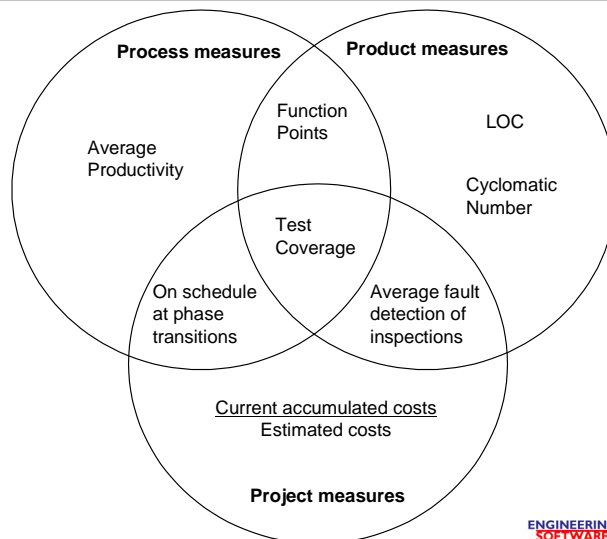 Process measures
Product measures
Function
Points
LOC
Average
Productivity
Cyclomatic
Number
Test
Coverage
On schedule
at phase
transitions
Average fault
detection of
inspections
Current accumulated costs
Estimated costs
Project measures
ENGINEERIN
SOFTWARE